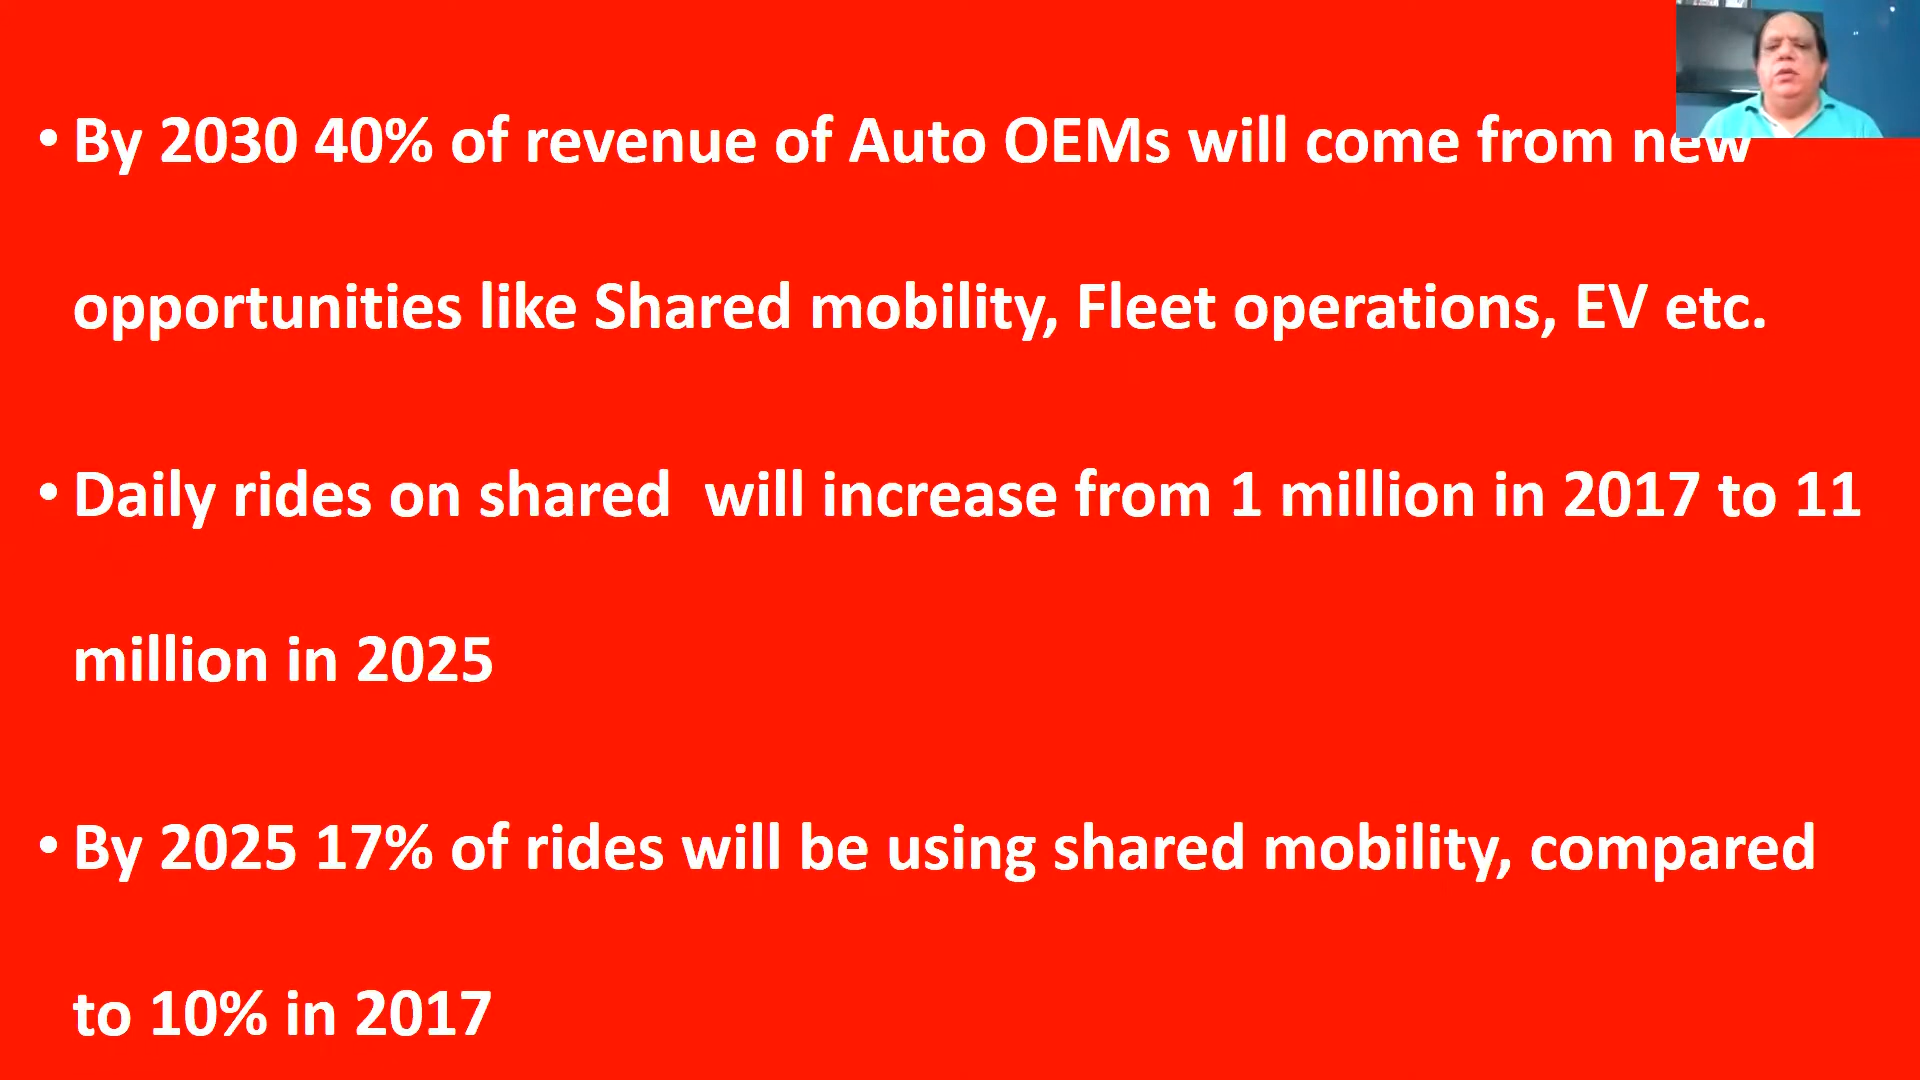 • By 2030 40% of revenue of Auto OEMs will come from new
opportunities like Shared mobility, Fleet operations, EV etc.
• Daily rides on shared  will increase from 1 million in 2017 to 11
million in 2025
• By 2025 17% of rides will be using shared mobility, compared
to 10% in 2017